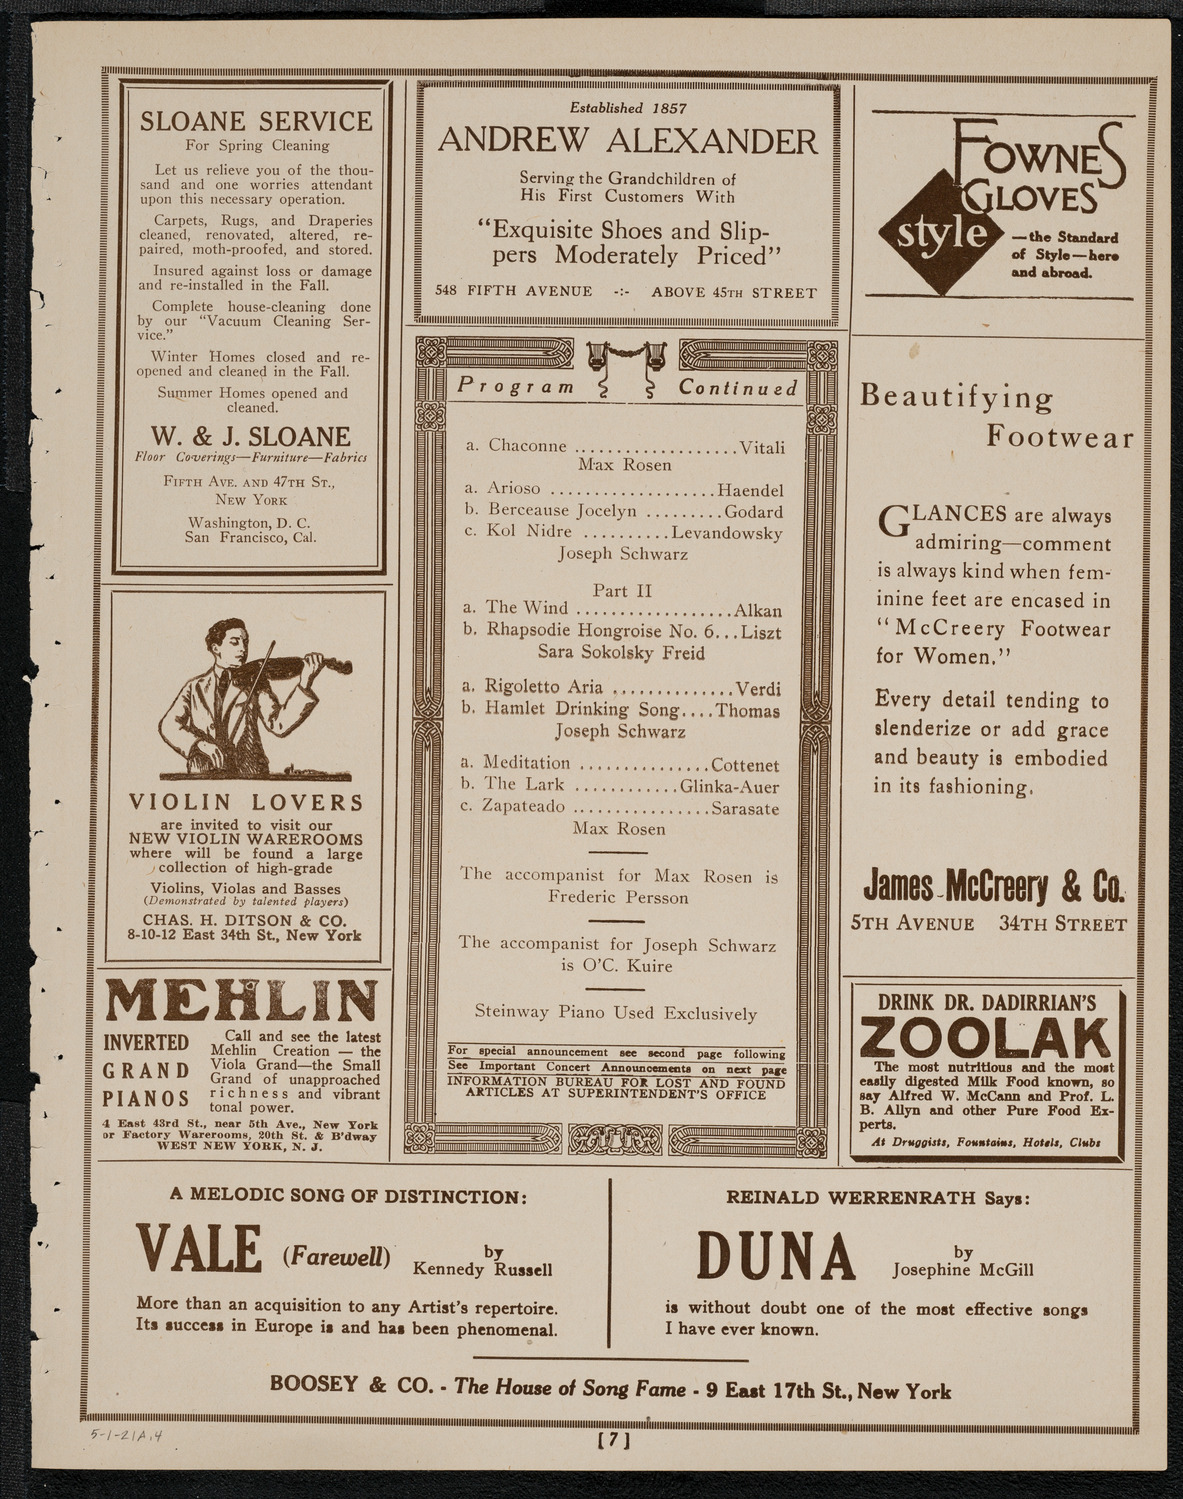 SLOANE SERVICE
For Spring Cleaning
Let us relieve you of the thou-
sand and one worries attendant
upon this necessary operation.
Carpets, Rugs, and Draperies
cleaned, renovated, altered, re-
paired, moth-proofed, and stored.
Insured against loss or damage
and re-installed in the Fall.
Complete house-cleaning done
by our "Vacuum Cleaning Ser-
vice."
Winter Homes closed and re-
opened and cleaned in the Fall.
Summer Homes opened and
cleaned.
W. & J. SLOANE
Floor Coverings—Furniture—Fabrics
FIFTH AVE. AND 47TH ST.,
NEW YORK
Washington, D. C.
San Francisco, Cal.
VIOLIN LOVERS
are invited to visit our
NEW VIOLIN WAREROOMS
where will be found a large
collection of high-grade
Violins, Violas and Basses
(Demonstrated by talented players)
CHAS. H. DITSON & CO.
8-10-12 East 34th St., New York
MEHLIN
INVERTED
GRAND
PIANOS
Call and see the latest
Mehlin Creation — the
Viola Grand—the Small
Grand of unapproached
richness and vibrant
tonal power.
4 East 43rd St., near 5th Ave., New York
or Factory Warerooms, 20th St. & B'dway
WEST NEW YORK, N. J.
Established 1857
ANDREW ALEXANDER
Serving the Grandchildren of
His First Customers With
"Exquisite Shoes and Slip-
pers Moderately Priced"
548 FIFTH AVENUE -:- ABOVE 45TH STREET
Program Continued
a. Chaconne ...................Vitali
Max Rosen
a. Arioso ...................Haendel
b. Berceause Jocelyn .........Godard
c. Kol Nidre ..........Levandowsky
Joseph Schwarz
Part II
a. The Wind ..................Alkan
b. Rhapsodie Hongroise No. 6...Liszt
Sara Sokolsky Freid
a. Rigoletto Aria ..............Verdi
b. Hamlet Drinking Song....Thomas
Joseph Schwarz
a. Meditation ...............Cottenet
b. The Lark ............Glinka-Auer
c. Zapateado ................Sarasate
Max Rosen
The accompanist for Max Rosen is
Frederic Persson
The accompanist for Joseph Schwarz
is O'C. Kuire
Steinway Piano Used Exclusively
For special announcement see second page following
See Important Concert Announcements on next page
INFORMATION BUREAU FOR LOST AND FOUND
ARTICLES AT SUPERINTENDENT'S OFFICE
FOWNES
GLOVES
style
—the Standard
of Style—here
and abroad.
Beautifying
Footwear
GLANCES are always
admiring—comment
is always kind when fem-
inine feet are encased in
"McCreery Footwear
for Women."
Every detail tending to
slenderize or add grace
and beauty is embodied
in its fashioning.
James McCreery & Co.
5TH AVENUE 34TH STREET
DRINK DR. DADIRRIAN'S
ZOOLAK
The most nutritious and the most
easily digested Milk Food known, so
say Alfred W. McCann and Prof. L.
B. Allyn and other Pure Food Ex-
perts.
At Druggists, Fountains, Hotels, Clubs
A MELODIC SONG OF DISTINCTION:
VALE (Farewell) by
Kennedy Russell
More than an acquisition to any Artist's repertoire.
Its success in Europe is and has been phenomenal.
REINALD WERRENRATH Says:
DUNA by
Josephine McGill
is without doubt one of the most effective songs
I have ever known.
BOOSEY & CO. - The House of Song Fame - 9 East 17th St., New York
5-1-21A.4
[7]